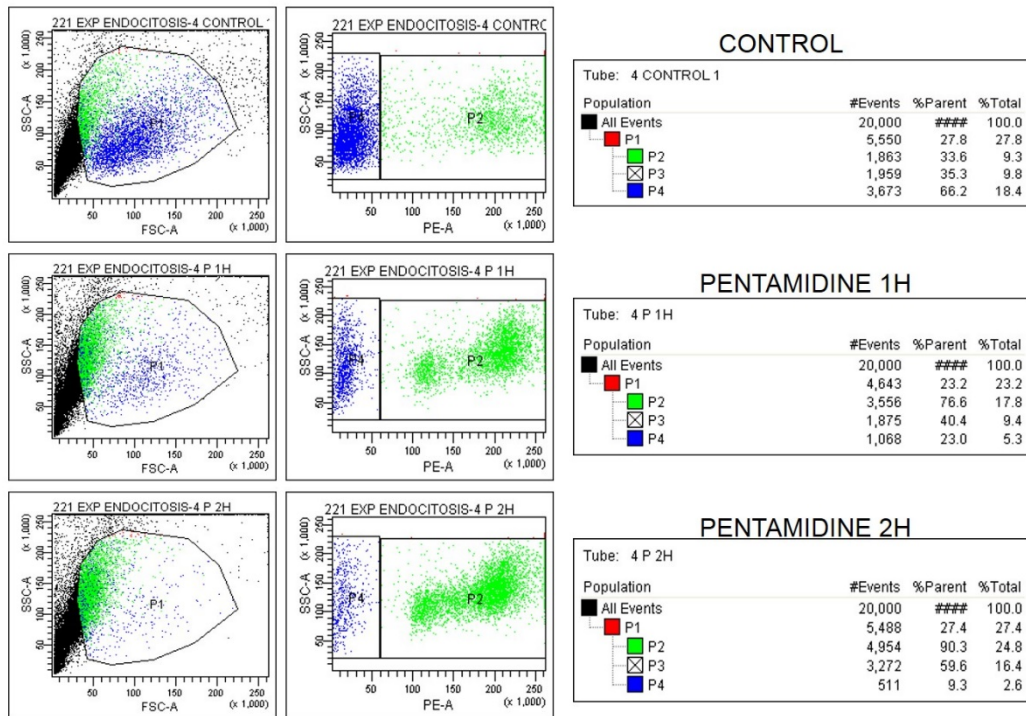 221 EXP ENDOCITOSIS-4 CONTROL 1
SSC-A
(x 1,000)
50 100 150 200 250
P1
50 100 150 200 250
FSC-A
(x 1,000)
221 EXP ENDOCITOSIS-4 CONTRO
SSC-A
(x 1,000)
50 100 150 200 250
P2
50 100 150 200 250
PE-A
(x 1,000)
CONTROL
Tube: 4 CONTROL 1
Population #Events %Parent %Total
All Events 20,000 #### 100.0
P1 5,550 27.8 27.8
P2 1,863 33.6 9.3
P3 1,959 35.3 9.8
P4 3,673 66.2 18.4
221 EXP ENDOCITOSIS-4 P 1H
SSC-A
(x 1,000)
50 100 150 200 250
P1
50 100 150 200 250
FSC-A
(x 1,000)
221 EXP ENDOCITOSIS-4 P 1H
SSC-A
(x 1,000)
50 100 150 200 250
P4
P2
50 100 150 200 250
PE-A
(x 1,000)
PENTAMIDINE 1H
Tube: 4 P 1H
Population #Events %Parent %Total
All Events 20,000 #### 100.0
P1 4,643 23.2 23.2
P2 3,556 76.6 17.8
P3 1,875 40.4 9.4
P4 1,068 23.0 5.3
221 EXP ENDOCITOSIS-4 P 2H
SSC-A
(x 1,000)
50 100 150 200 250
P1
50 100 150 200 250
FSC-A
(x 1,000)
221 EXP ENDOCITOSIS-4 P 2H
SSC-A
(x 1,000)
50 100 150 200 250
P4
P2
50 100 150 200 250
PE-A
(x 1,000)
PENTAMIDINE 2H
Tube: 4 P 2H
Population #Events %Parent %Total
All Events 20,000 #### 100.0
P1 5,488 27.4 27.4
P2 4,954 90.3 24.8
P3 3,272 59.6 16.4
P4 511 9.3 2.6